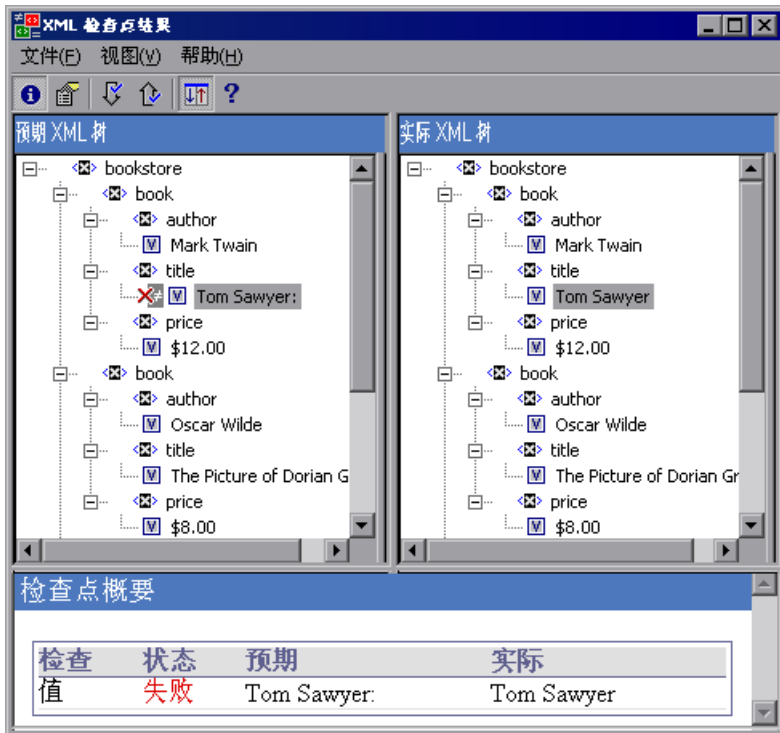 XML 检查点结果
文件(F) 视图(V) 帮助(H)
预期 XML 树
bookstore
book
author
Mark Twain
title
Tom Sawyer:
price
$12.00
book
author
Oscar Wilde
title
The Picture of Dorian G
price
$8.00
实际 XML 树
bookstore
book
author
Mark Twain
title
Tom Sawyer
price
$12.00
book
author
Oscar Wilde
title
The Picture of Dorian Gr
price
$8.00
检查点概要
检查 状态 预期 实际
值 失败 Tom Sawyer: Tom Sawyer